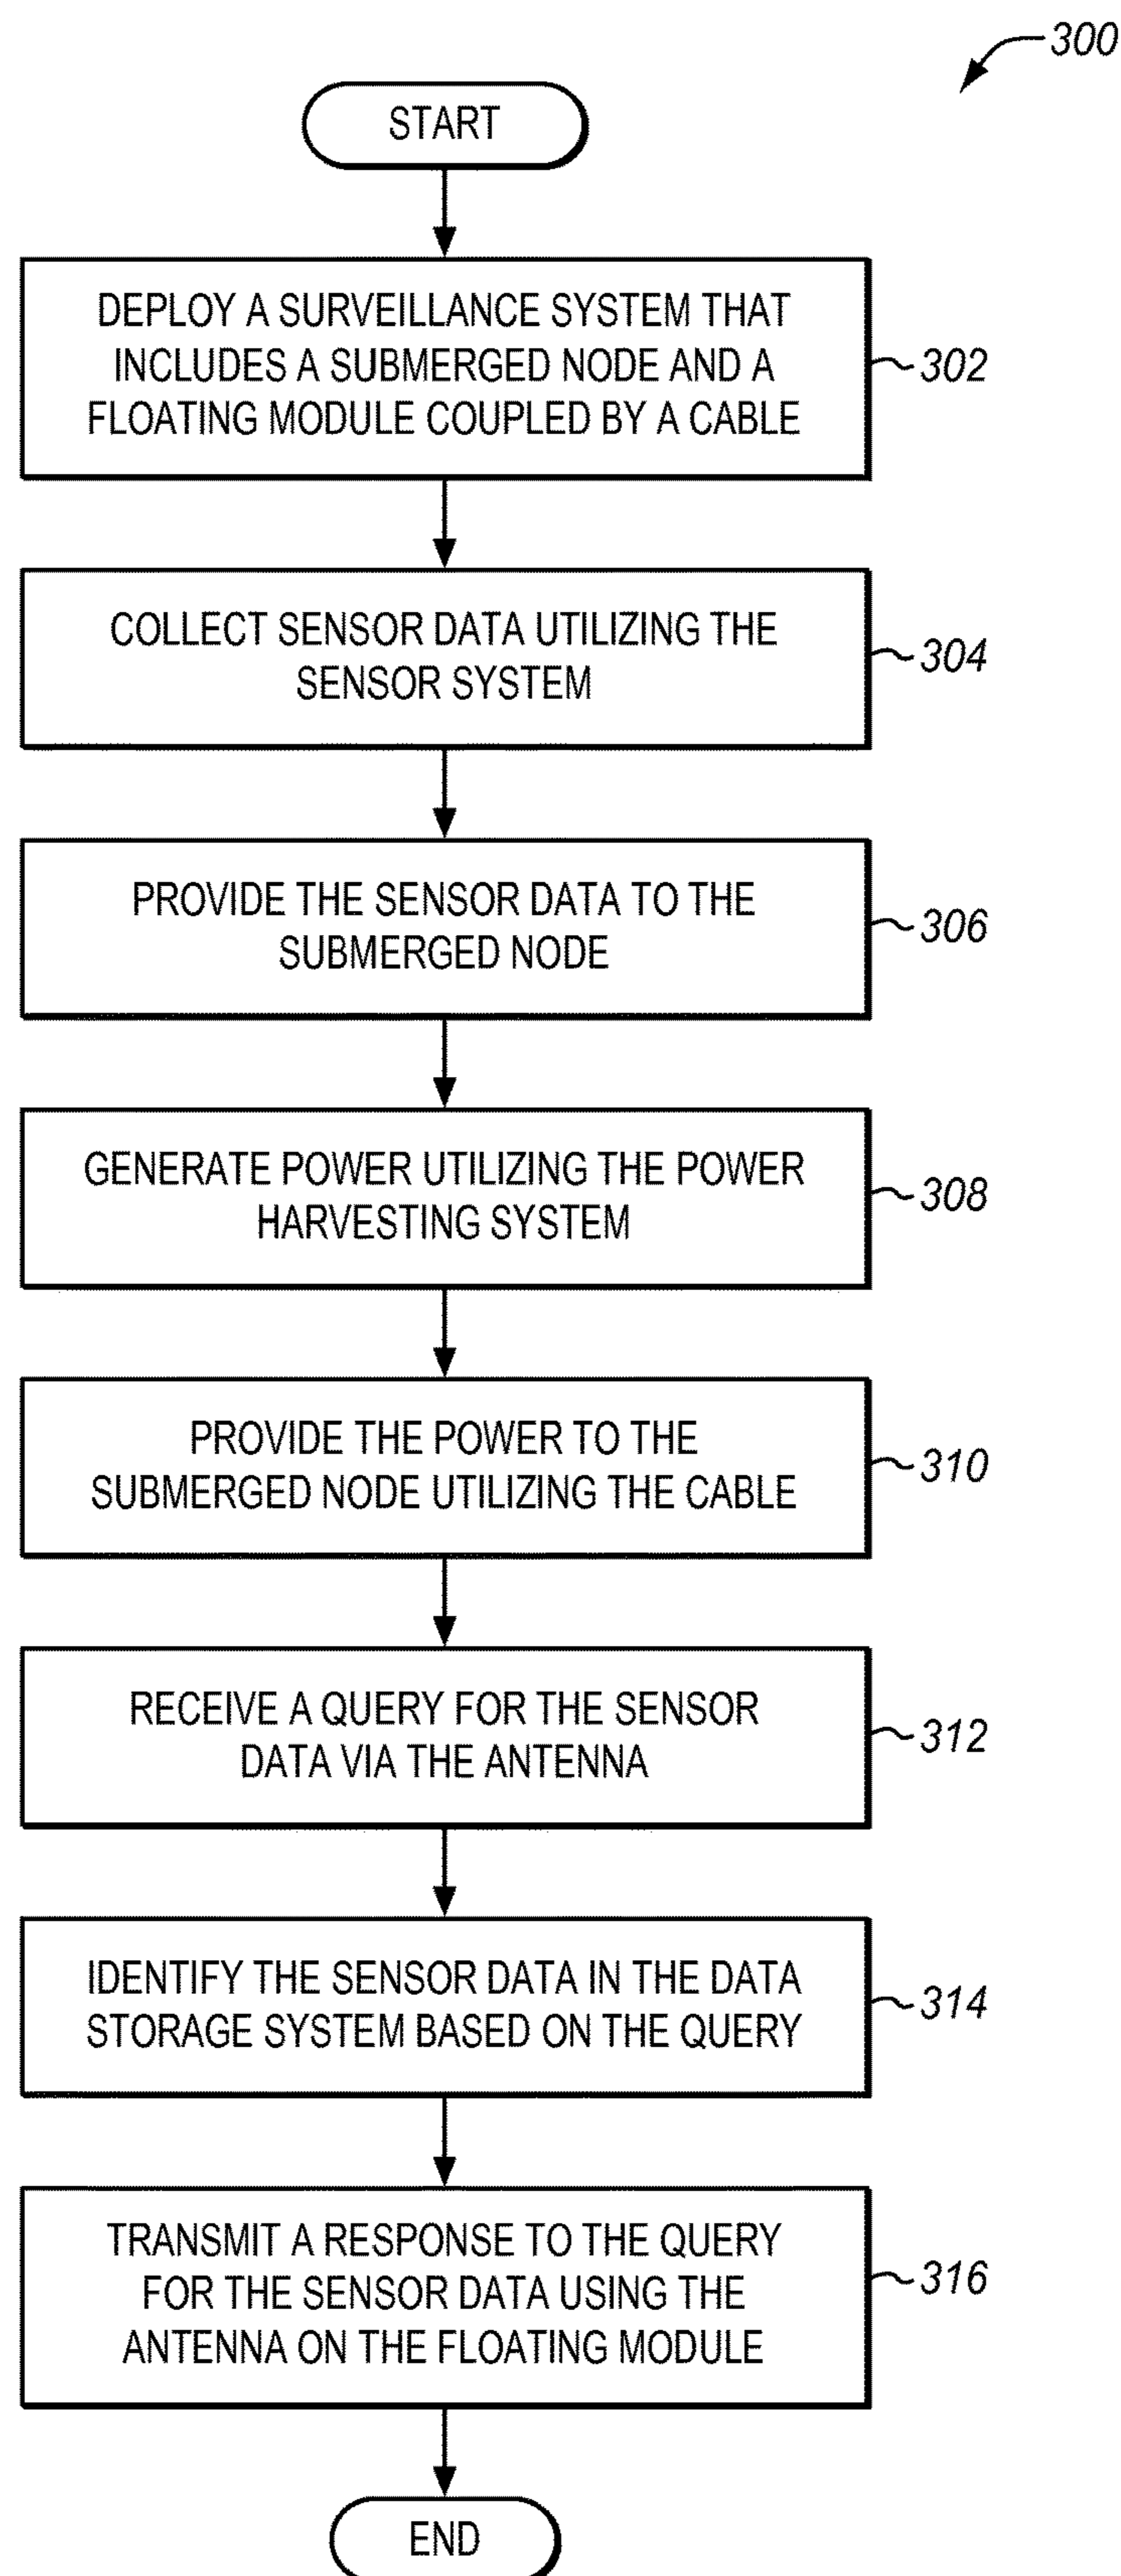 300
START
DEPLOY A SURVEILLANCE SYSTEM THAT
INCLUDES A SUBMERGED NODE AND A
FLOATING MODULE COUPLED BY A CABLE
302
COLLECT SENSOR DATA UTILIZING THE
SENSOR SYSTEM
304
PROVIDE THE SENSOR DATA TO THE
SUBMERGED NODE
306
GENERATE POWER UTILIZING THE POWER
HARVESTING SYSTEM
308
PROVIDE THE POWER TO THE
SUBMERGED NODE UTILIZING THE CABLE
310
RECEIVE A QUERY FOR THE SENSOR
DATA VIA THE ANTENNA
312
IDENTIFY THE SENSOR DATA IN THE DATA
STORAGE SYSTEM BASED ON THE QUERY
314
TRANSMIT A RESPONSE TO THE QUERY
FOR THE SENSOR DATA USING THE
ANTENNA ON THE FLOATING MODULE
316
END